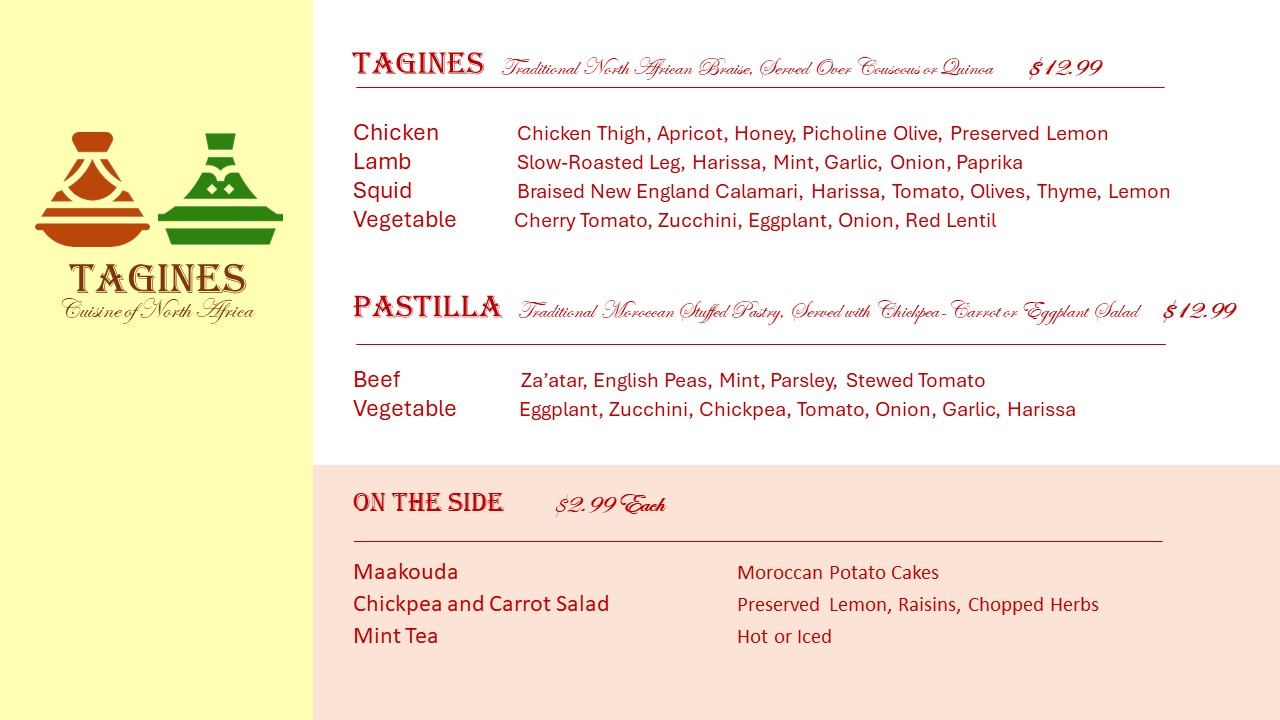 TAGINES
Cuisine of North Africa
TAGINES Traditional North African Braise, Served Over Couscous or Quinoa $12.99
Chicken Chicken Thigh, Apricot, Honey, Picholine Olive, Preserved Lemon
Lamb Slow-Roasted Leg, Harissa, Mint, Garlic, Onion, Paprika
Squid Braised New England Calamari, Harissa, Tomato, Olives, Thyme, Lemon
Vegetable Cherry Tomato, Zucchini, Eggplant, Onion, Red Lentil
PASTILLA Traditional Moroccan Stuffed Pastry, Served with Chickpea-Carrot or Eggplant Salad $12.99
Beef Za’atar, English Peas, Mint, Parsley, Stewed Tomato
Vegetable Eggplant, Zucchini, Chickpea, Tomato, Onion, Garlic, Harissa
ON THE SIDE $2.99 Each
Maakouda Moroccan Potato Cakes
Chickpea and Carrot Salad Preserved Lemon, Raisins, Chopped Herbs
Mint Tea Hot or Iced